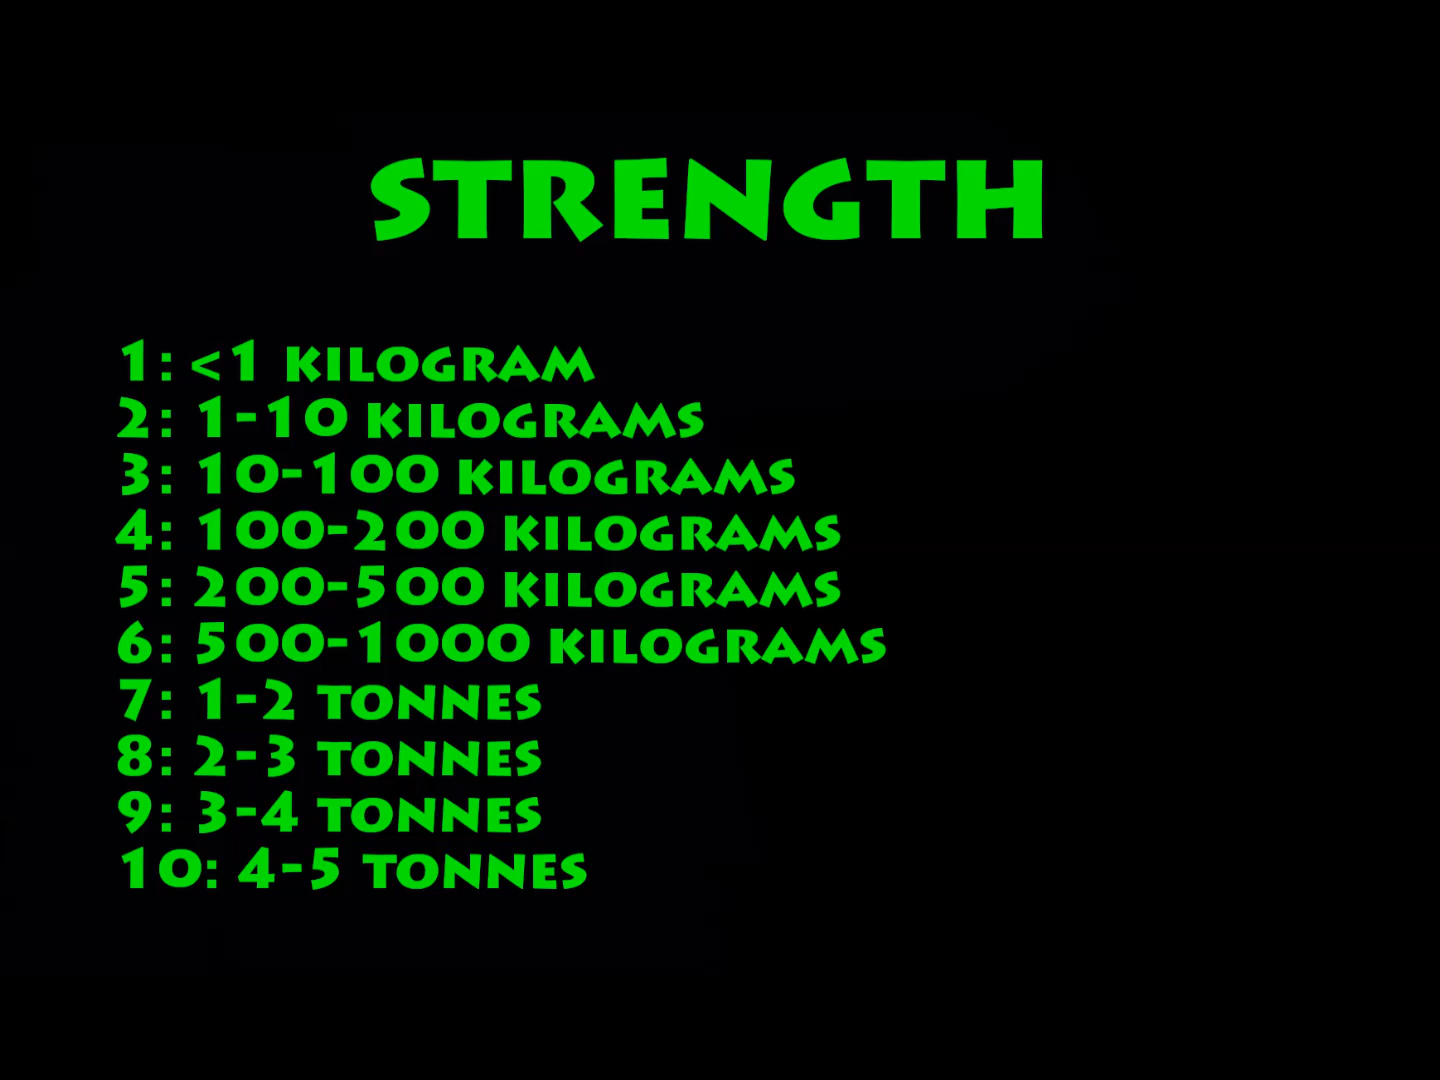 STRENGTH
1: <1 KILOGRAM
2: 1-10 KILOGRAMS
3: 10-100 KILOGRAMS
4: 100-200 KILOGRAMS
5: 200-500 KILOGRAMS
6: 500-1000 KILOGRAMS
7: 1-2 TONNES
8: 2-3 TONNES
9: 3-4 TONNES
10: 4-5 TONNES